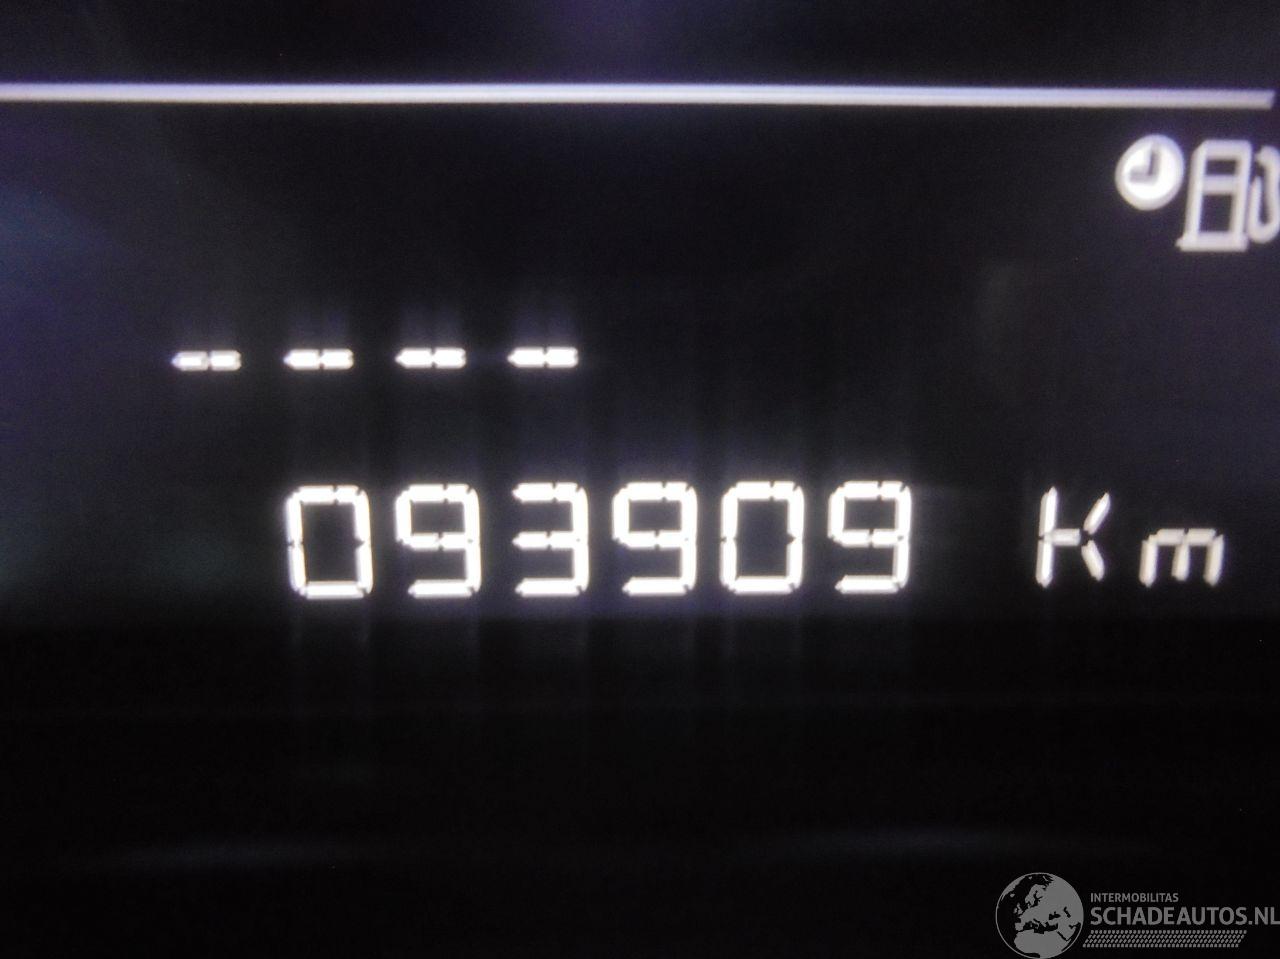 ----
093909 Km
INTERMOBILITAS
SCHADEAUTOS.NL